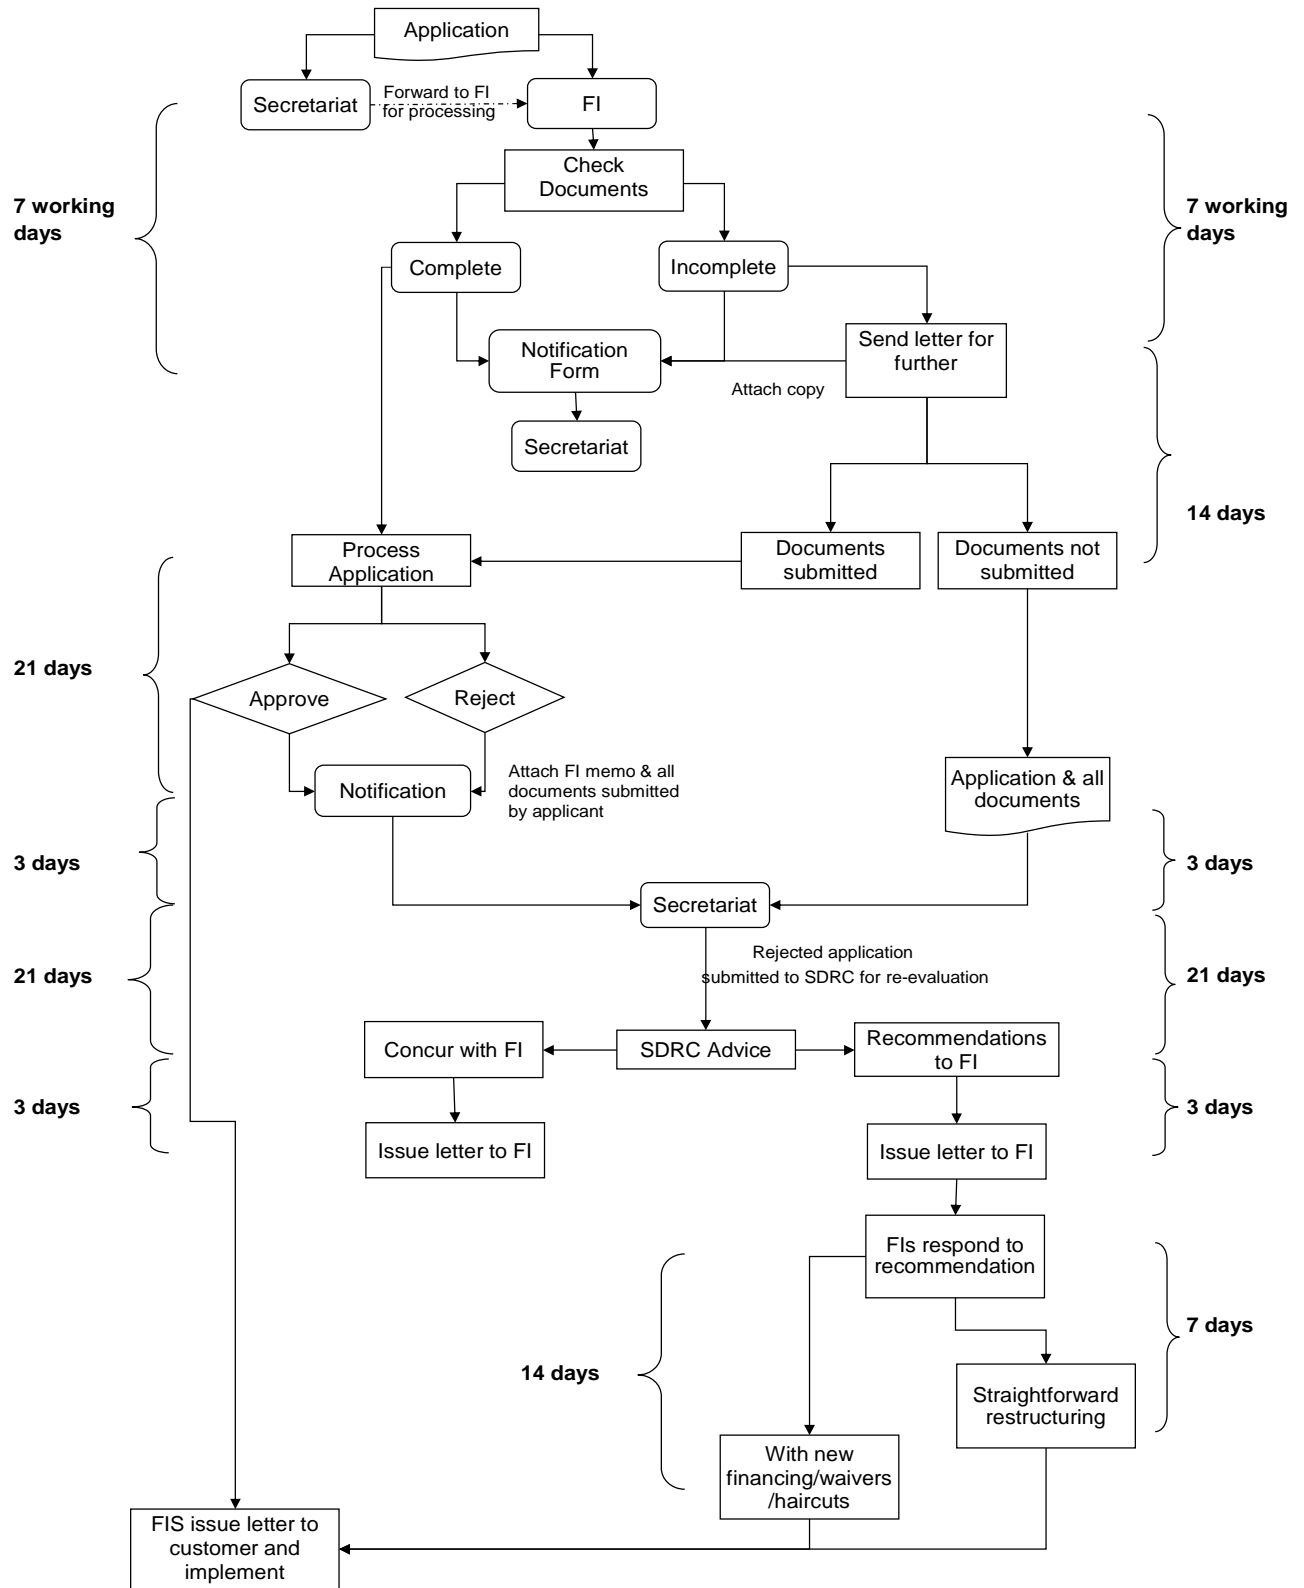 Application
Secretariat
Forward to FI
for processing
FI
Check
Documents
7 working
days
7 working
days
Complete
Incomplete
Notification
Form
Send letter for
further
Attach copy
Secretariat
14 days
Process
Application
Documents
submitted
Documents not
submitted
21 days
Approve
Reject
Notification
Attach FI memo & all
documents submitted
by applicant
Application & all
documents
3 days
3 days
Secretariat
Rejected application
submitted to SDRC for re-evaluation
21 days
21 days
Concur with FI
SDRC Advice
Recommendations
to FI
3 days
3 days
Issue letter to FI
Issue letter to FI
FIs respond to
recommendation
7 days
14 days
Straightforward
restructuring
With new
financing/waivers
/haircuts
FIS issue letter to
customer and
implement